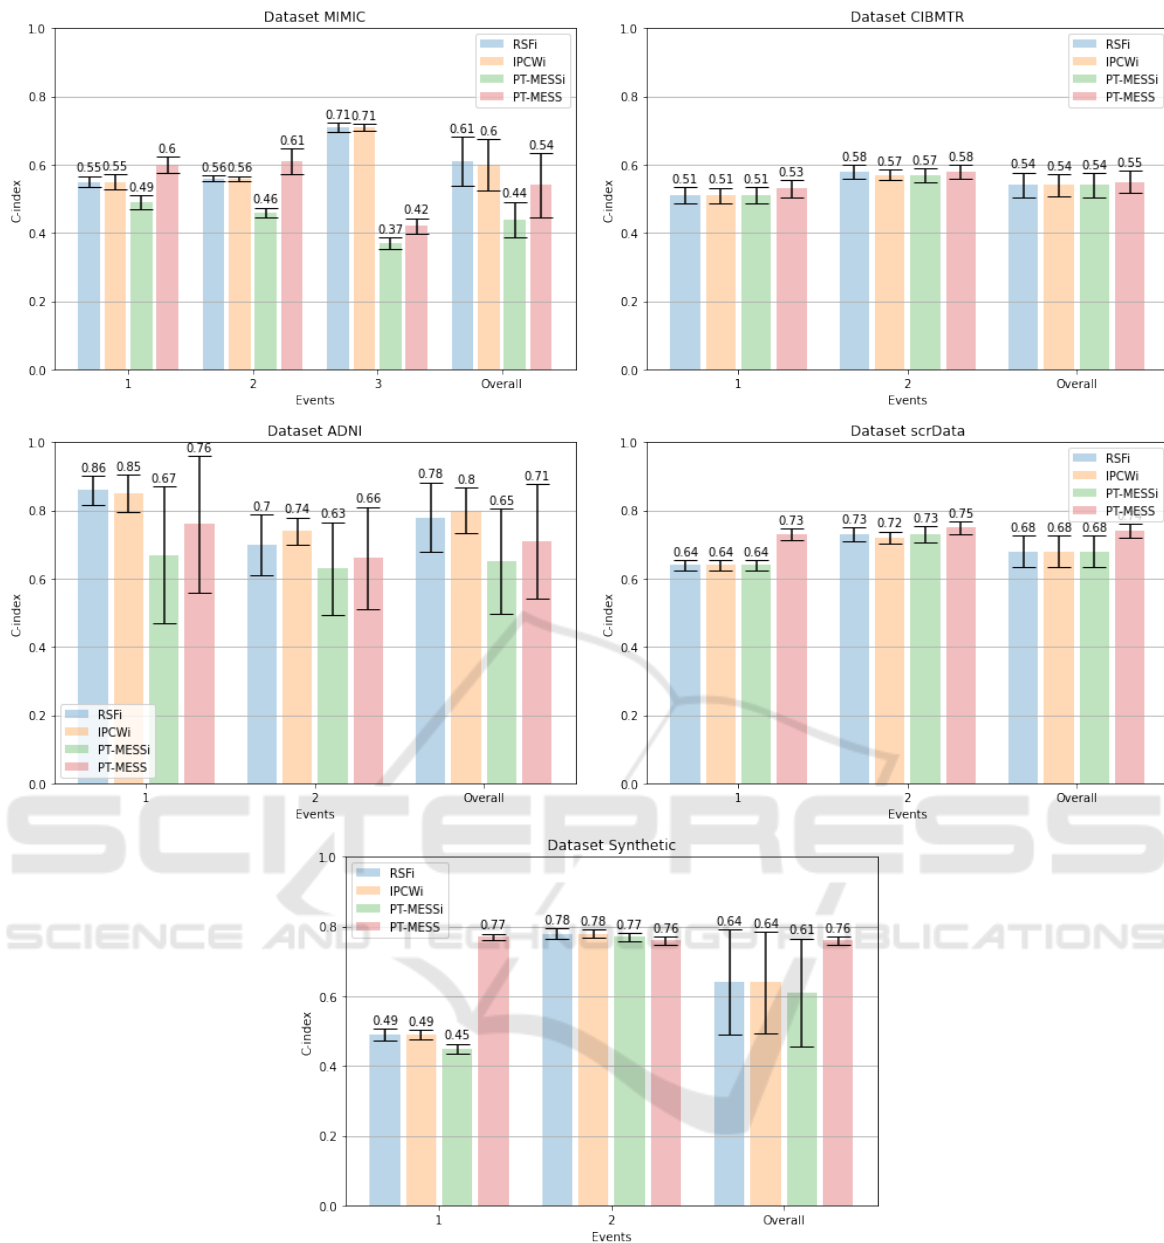 Dataset MIMIC
1.0
0.8
0.6
0.4
0.2
0.0
C-index
RSFi
IPCWi
PT-MESSi
PT-MESS
0.55
0.55
0.49
0.6
0.56
0.56
0.46
0.61
0.71
0.71
0.37
0.42
0.61
0.6
0.44
0.54
1
2
3
Overall
Events
Dataset CIBMTR
1.0
0.8
0.6
0.4
0.2
0.0
C-index
RSFi
IPCWi
PT-MESSi
PT-MESS
0.51
0.51
0.51
0.53
0.58
0.57
0.57
0.58
0.54
0.54
0.54
0.55
1
2
Overall
Events
Dataset ADNI
1.0
0.8
0.6
0.4
0.2
0.0
C-index
0.86
0.85
0.67
0.76
0.7
0.74
0.63
0.66
0.78
0.8
0.65
0.71
RSFi
IPCWi
PT-MESSi
PT-MESS
1
2
Overall
Events
Dataset scrData
1.0
0.8
0.6
0.4
0.2
0.0
C-index
RSFi
IPCWi
PT-MESSi
PT-MESS
0.64
0.64
0.64
0.73
0.73
0.72
0.73
0.75
0.68
0.68
0.68
1
2
Overall
Events
SCITEPRESS
SCIENCE AND TECHNOLOGY PUBLICATIONS
Dataset Synthetic
1.0
0.8
0.6
0.4
0.2
0.0
C-index
RSFi
IPCWi
PT-MESSi
PT-MESS
0.49
0.49
0.45
0.77
0.78
0.78
0.77
0.76
0.64
0.64
0.61
0.76
1
2
Overall
Events